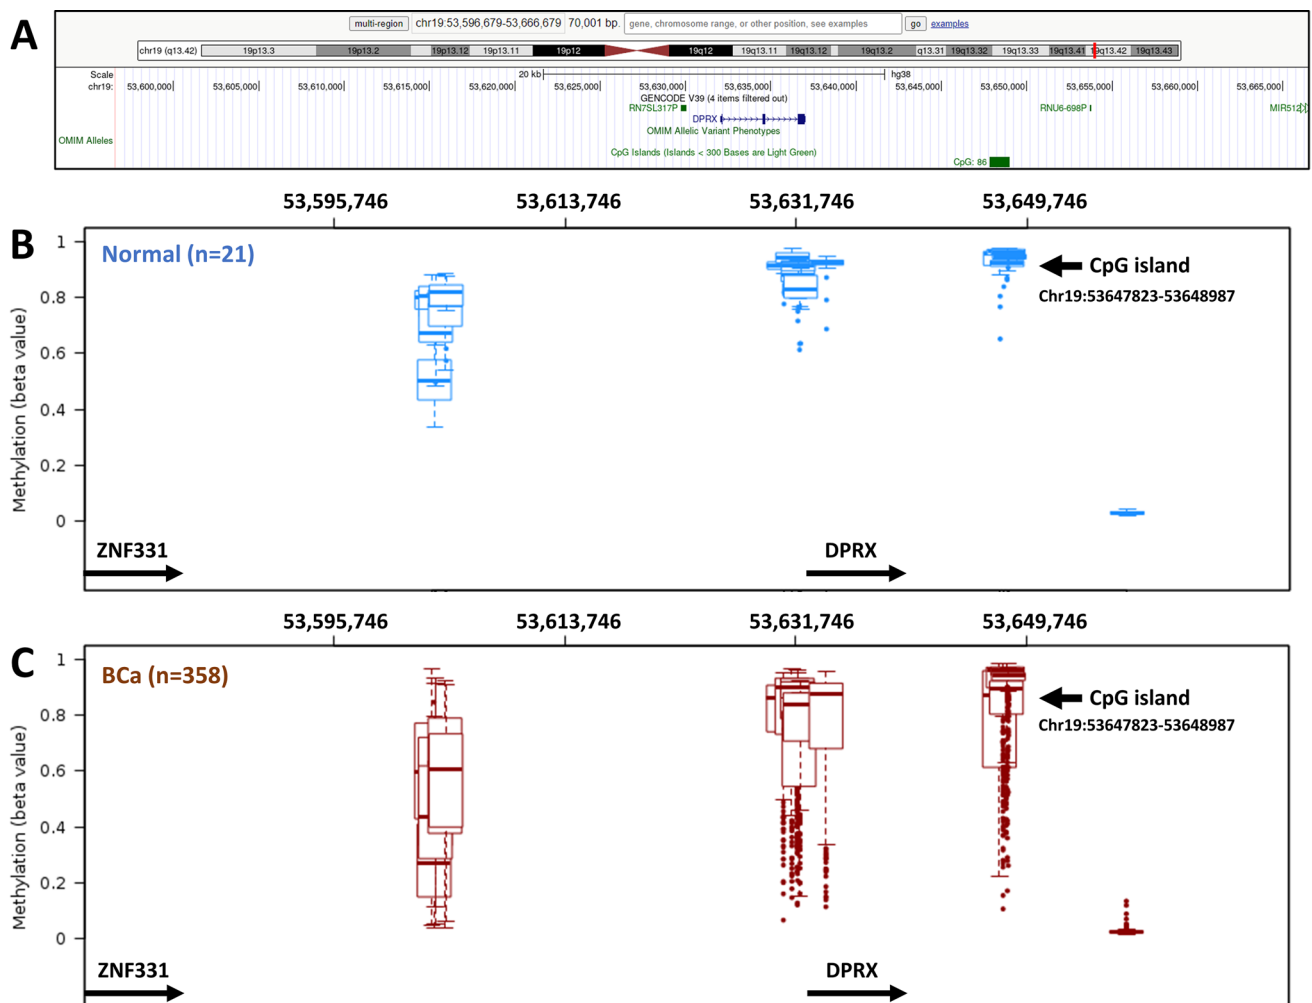 A
multi-region chr19:53,596,679-53,666,679 70,001 bp. gene, chromosome range, or other position, see examples go examples
chr19 (q13.42) 19p13.3 19p13.2 19p13.12 19p13.11 19p12 19q12 19q13.11 19q13.12 19q13.2 q13.31 19q13.32 19q13.33 19q13.41 19q13.42 19q13.43
Scale 20 kb hg38
chr19: 53,600,000 53,605,000 53,610,000 53,615,000 53,620,000 53,625,000 53,630,000 53,635,000 53,640,000 53,645,000 53,650,000 53,655,000 53,660,000 53,665,000
GENCODE V39 (4 items filtered out)
RN7SL317P RNU6-698P MIR512
DPRX
OMIM Allelic Variant Phenotypes
OMIM Alleles
CpG Islands (Islands < 300 Bases are Light Green)
CpG: 86
53,595,746 53,613,746 53,631,746 53,649,746
B
Normal (n=21)
Methylation (beta value)
1
0.8
0.6
0.4
0.2
0
CpG island
Chr19:53647823-53648987
ZNF331 DPRX
53,595,746 53,613,746 53,631,746 53,649,746
C
BCa (n=358)
Methylation (beta value)
1
0.8
0.6
0.4
0.2
0
CpG island
Chr19:53647823-53648987
ZNF331 DPRX